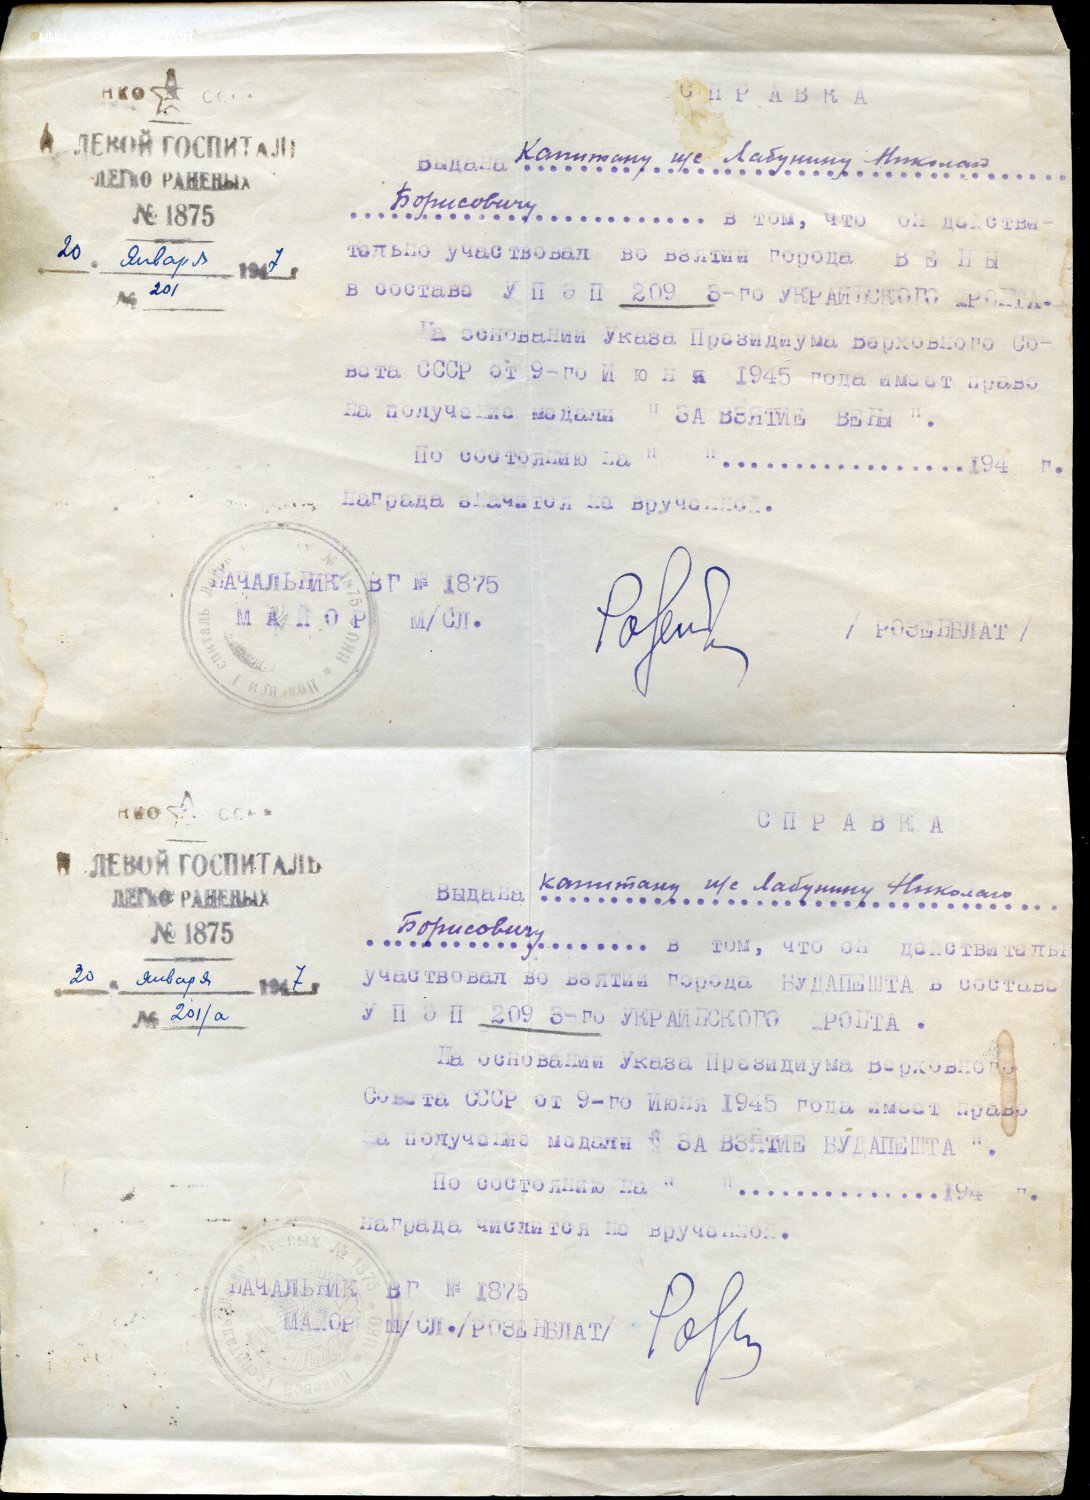 НКО СС
ЛЕВОЙ ГОСПИТАЛ
ЛЕГКО РАНЕНЫХ
№ 1875
20 января 1947 г
№ 201
СПРАВКА
Выдана Капитану и/с Лабунину Николаю
Борисовичу в том, что он действи-
тельно участвовал во взятии города ВЕНЫ
в составе УПЭП 209 3-го УКРАИНСКОГО ФРОНТА.
На основании Указа Президиума Верховного Со-
вета СССР от 9-го Июня 1945 года имеет право
на получение медали " ЗА ВЗЯТИЕ ВЕНЫ ".
По состоянию на " "..................194 г.
награда значится не врученной.
НАЧАЛЬНИК ВГ № 1875
МАЙОР М/СЛ. / РОЗЕНБЛАТ /
НКО СС
ЛЕВОЙ ГОСПИТАЛЬ
ЛЕГКО РАНЕНЫХ
№ 1875
20 " января 1947 г
№ 201/а
СПРАВКА
Выдана капитану и/с Лабунину Николаю
Борисовичу в том, что он действитель
участвовал во взятии города БУДАПЕШТА в составе
УПЭП 209 3-го УКРАИНСКОГО ФРОНТА .
На основании Указа Президиума Верховного
Совета СССР от 9-го Июня 1945 года имеет право
на получение медали " ЗА ВЗЯТИЕ БУДАПЕШТА ".
По состоянию на " "...............194 г.
награда числится не врученной.
НАЧАЛЬНИК ВГ № 1875
МАЙОР М/СЛ./РОЗЕНБЛАТ/